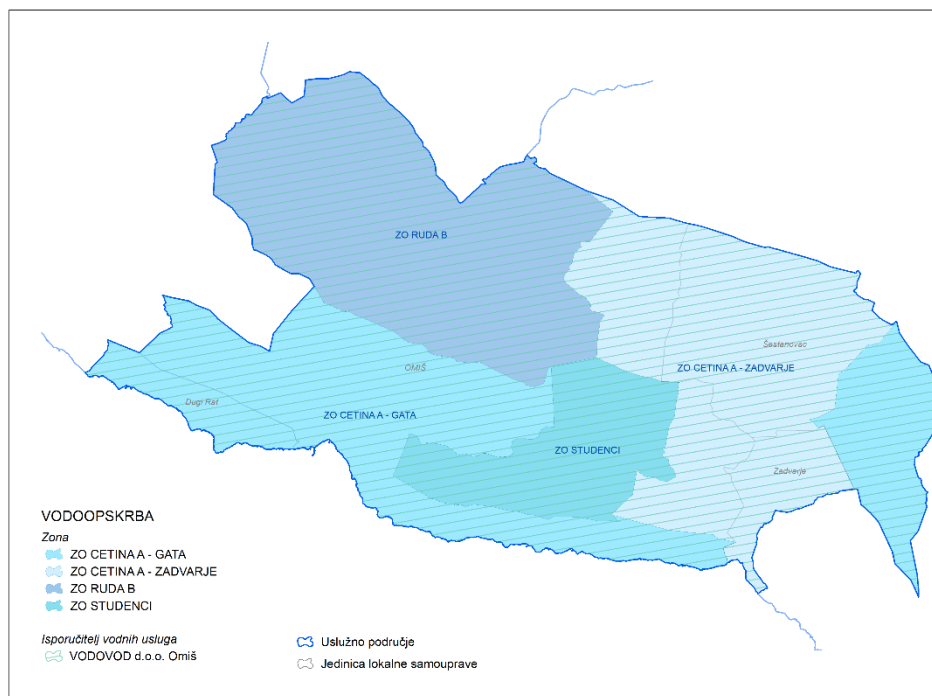 ZO RUDA B
Šestanovac
OMIŠ
ZO CETINA A - ZADVARJE
Dugi Rat
ZO CETINA A - GATA
ZO STUDENCI
Zadvarje
VODOOPSKRBA
Zona
ZO CETINA A - GATA
ZO CETINA A - ZADVARJE
ZO RUDA B
ZO STUDENCI
Isporučitelj vodnih usluga
VODOVOD d.o.o. Omiš
Uslužno područje
Jedinica lokalne samouprave